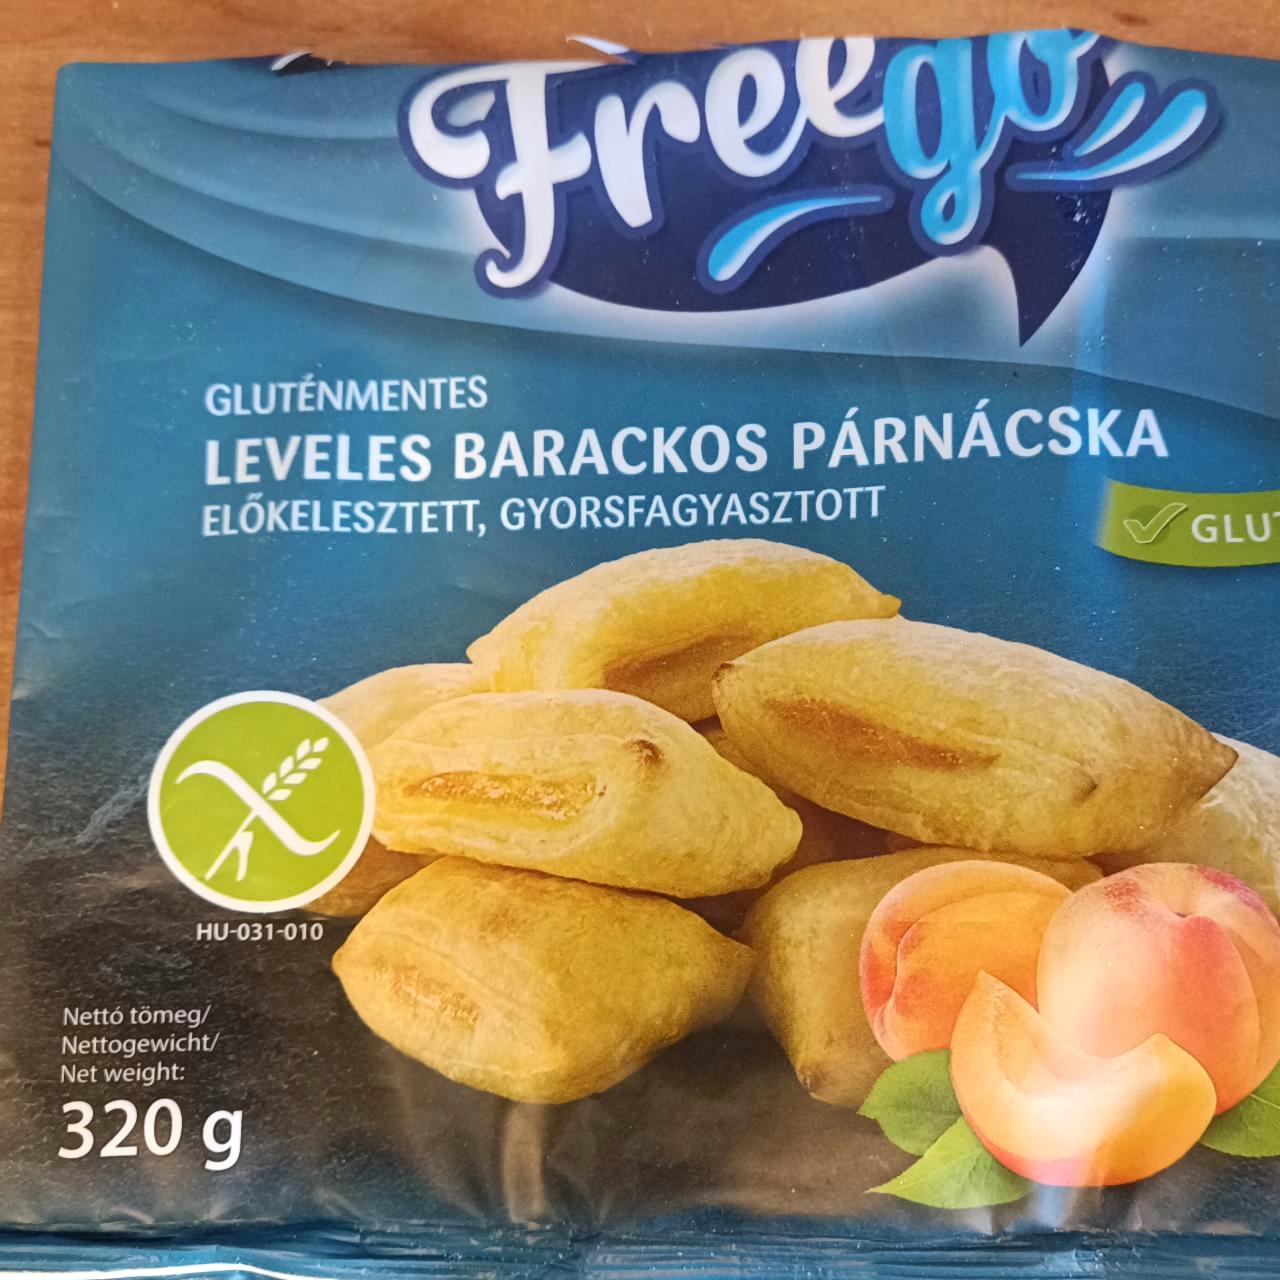 Freego
GLUTÉNMENTES
LEVELES BARACKOS PÁRNÁCSKA
ELŐKELESZTETT, GYORSFAGYASZTOTT
GLUT
HU-031-010
Nettó tömeg/
Nettogewicht/
Net weight:
320 g